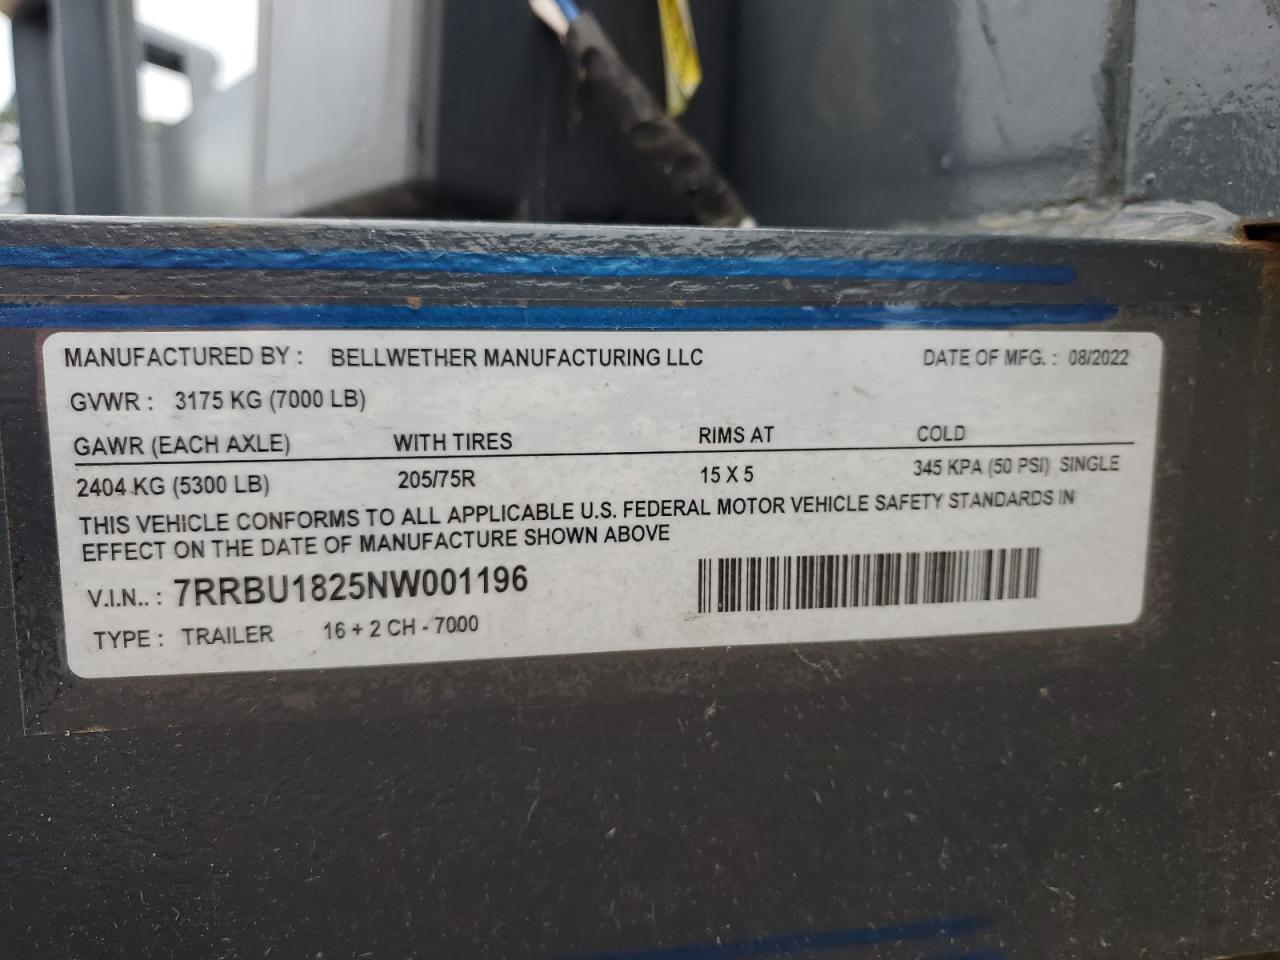 MANUFACTURED BY : BELLWETHER MANUFACTURING LLC DATE OF MFG. : 08/2022
GVWR : 3175 KG (7000 LB)
GAWR (EACH AXLE) WITH TIRES RIMS AT COLD
2404 KG (5300 LB) 205/75R 15 X 5 345 KPA (50 PSI) SINGLE
THIS VEHICLE CONFORMS TO ALL APPLICABLE U.S. FEDERAL MOTOR VEHICLE SAFETY STANDARDS IN
EFFECT ON THE DATE OF MANUFACTURE SHOWN ABOVE
V.I.N.. : 7RRBU1825NW001196
TYPE : TRAILER 16 + 2 CH - 7000